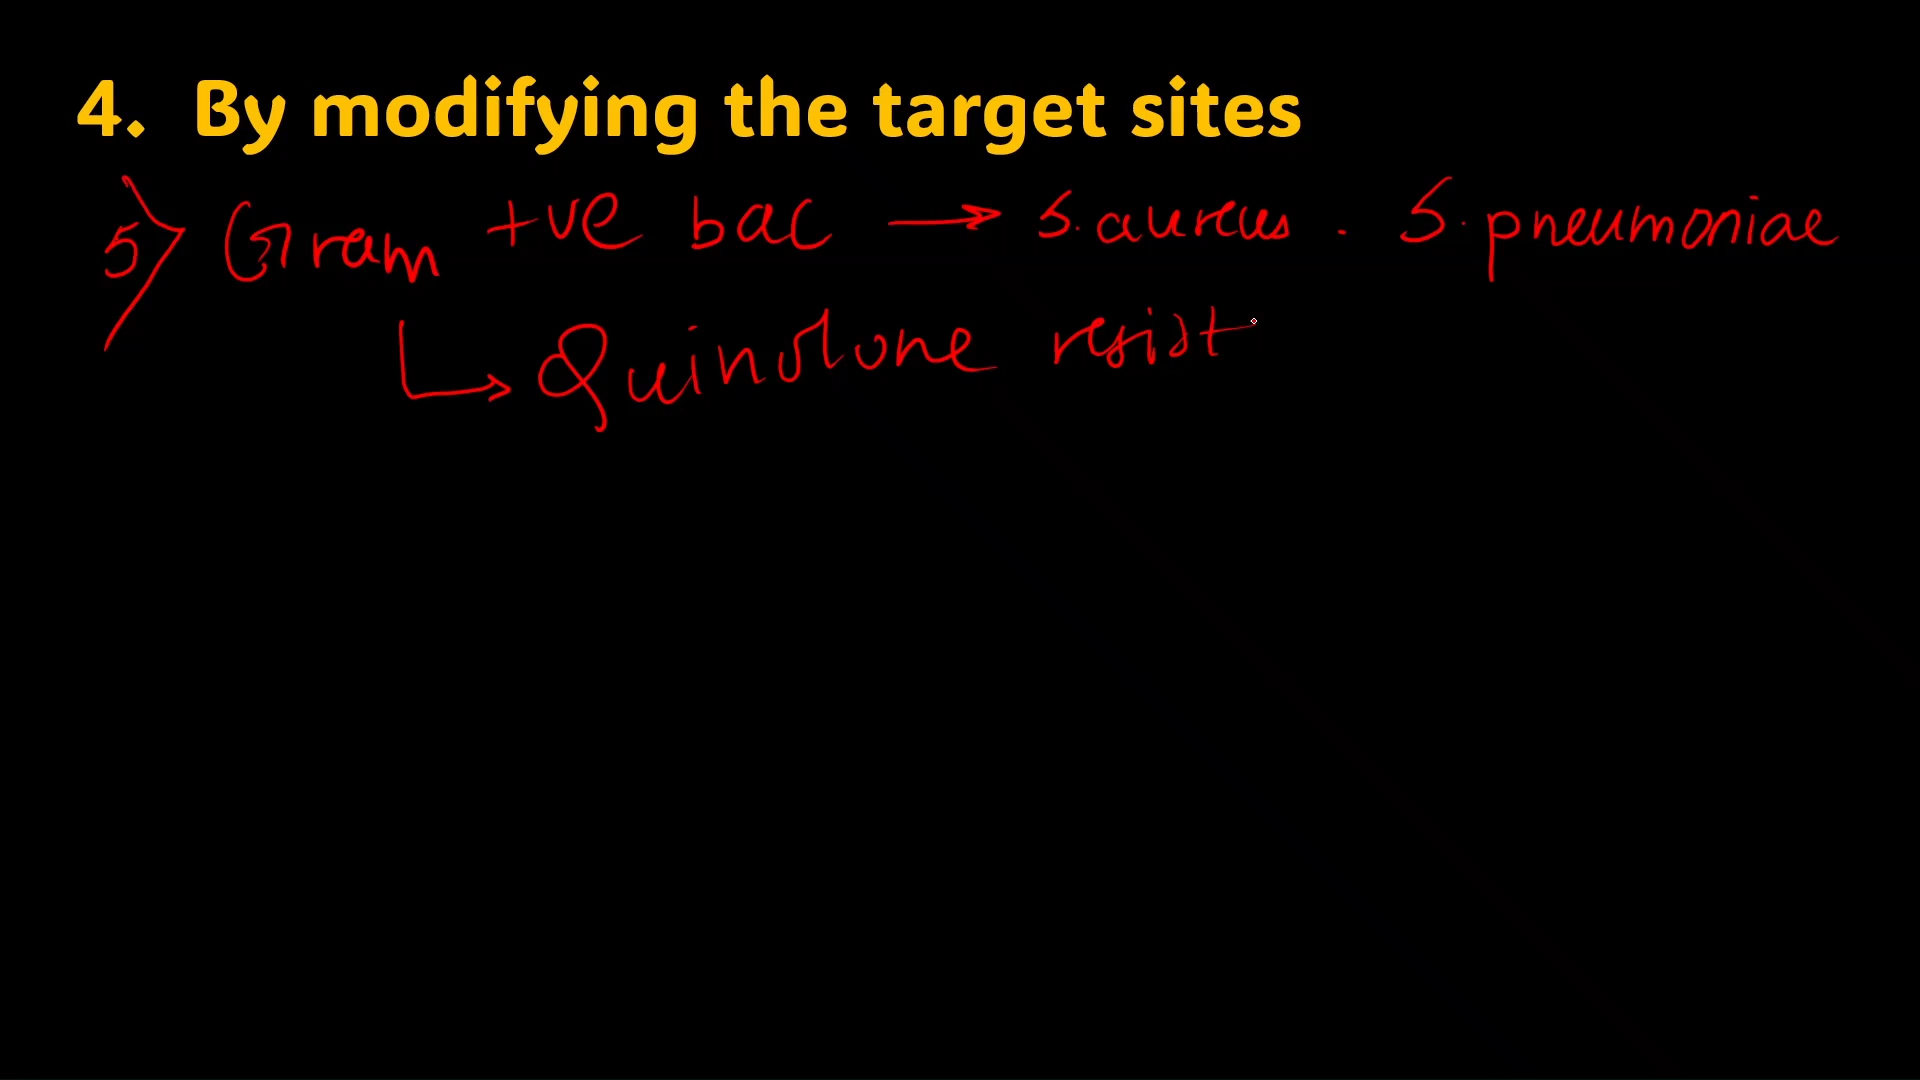 4. By modifying the target sites
5) Gram +ve bac → S. aureus . S. pneumoniae
↳ Quinolone resist